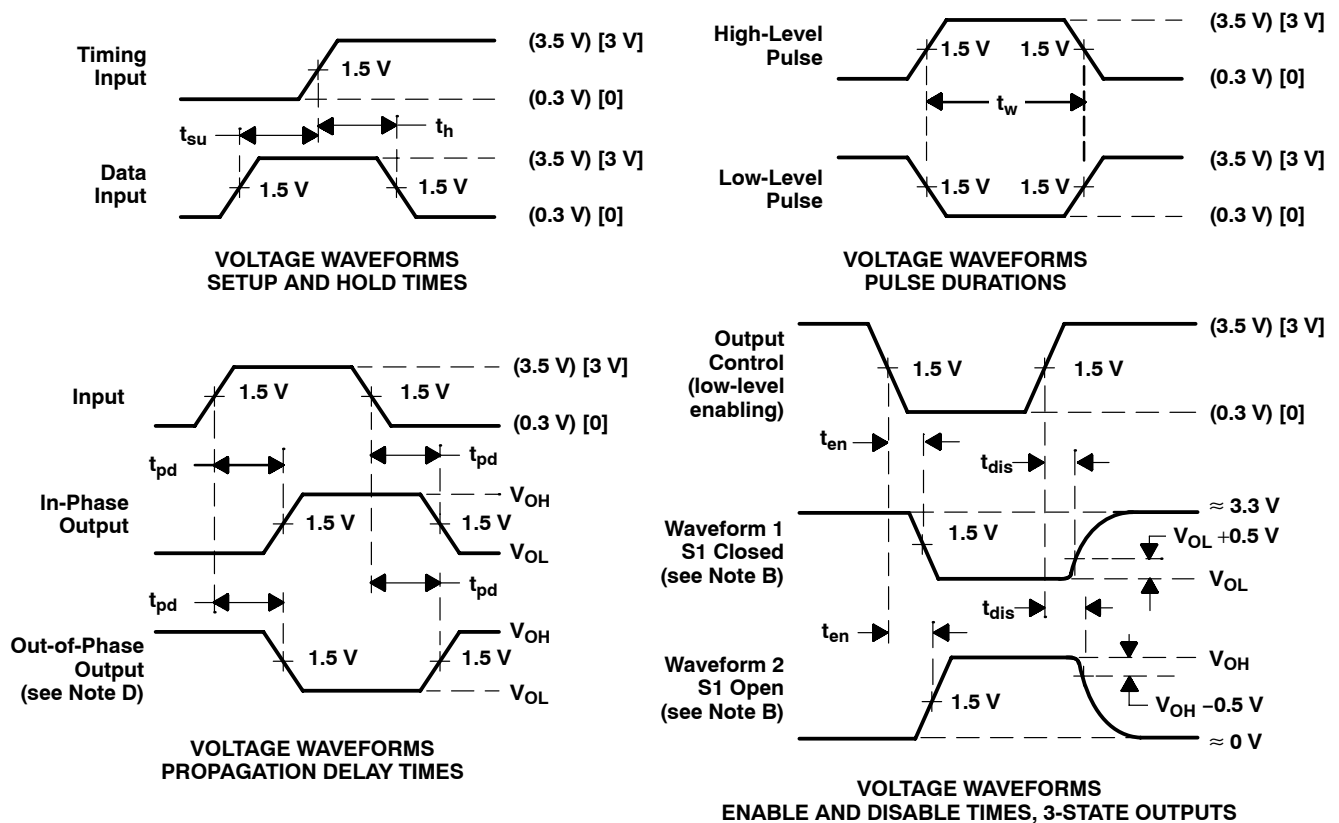 Timing
Input
1.5 V
(3.5 V) [3 V]
(0.3 V) [0]
tsu
th
Data
Input
1.5 V
1.5 V
(3.5 V) [3 V]
(0.3 V) [0]
VOLTAGE WAVEFORMS
SETUP AND HOLD TIMES
High-Level
Pulse
1.5 V
1.5 V
(3.5 V) [3 V]
(0.3 V) [0]
tw
Low-Level
Pulse
1.5 V
1.5 V
(3.5 V) [3 V]
(0.3 V) [0]
VOLTAGE WAVEFORMS
PULSE DURATIONS
Input
1.5 V
1.5 V
(3.5 V) [3 V]
(0.3 V) [0]
tpd
tpd
In-Phase
Output
1.5 V
1.5 V
VOH
VOL
tpd
tpd
Out-of-Phase
Output
(see Note D)
1.5 V
1.5 V
VOH
VOL
VOLTAGE WAVEFORMS
PROPAGATION DELAY TIMES
Output
Control
(low-level
enabling)
1.5 V
1.5 V
(3.5 V) [3 V]
(0.3 V) [0]
ten
tdis
Waveform 1
S1 Closed
(see Note B)
1.5 V
≈ 3.3 V
VOL +0.5 V
VOL
ten
tdis
Waveform 2
S1 Open
(see Note B)
1.5 V
VOH
VOH −0.5 V
≈ 0 V
VOLTAGE WAVEFORMS
ENABLE AND DISABLE TIMES, 3-STATE OUTPUTS